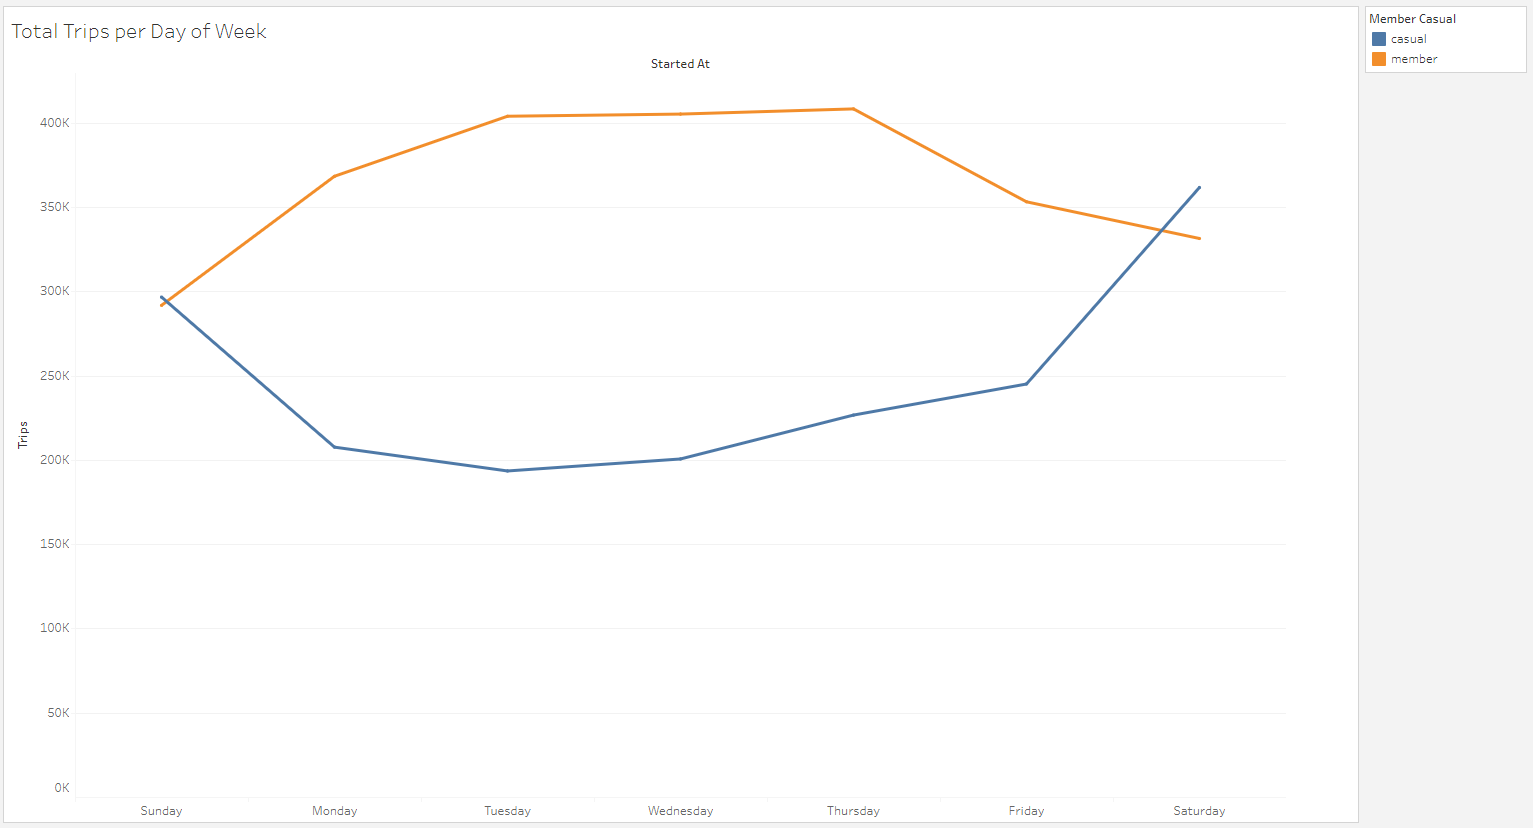 Total Trips per Day of Week
Started At
Member Casual
casual
member
400K
350K
300K
250K
200K
150K
100K
50K
0K
Trips
Sunday Monday Tuesday Wednesday Thursday Friday Saturday